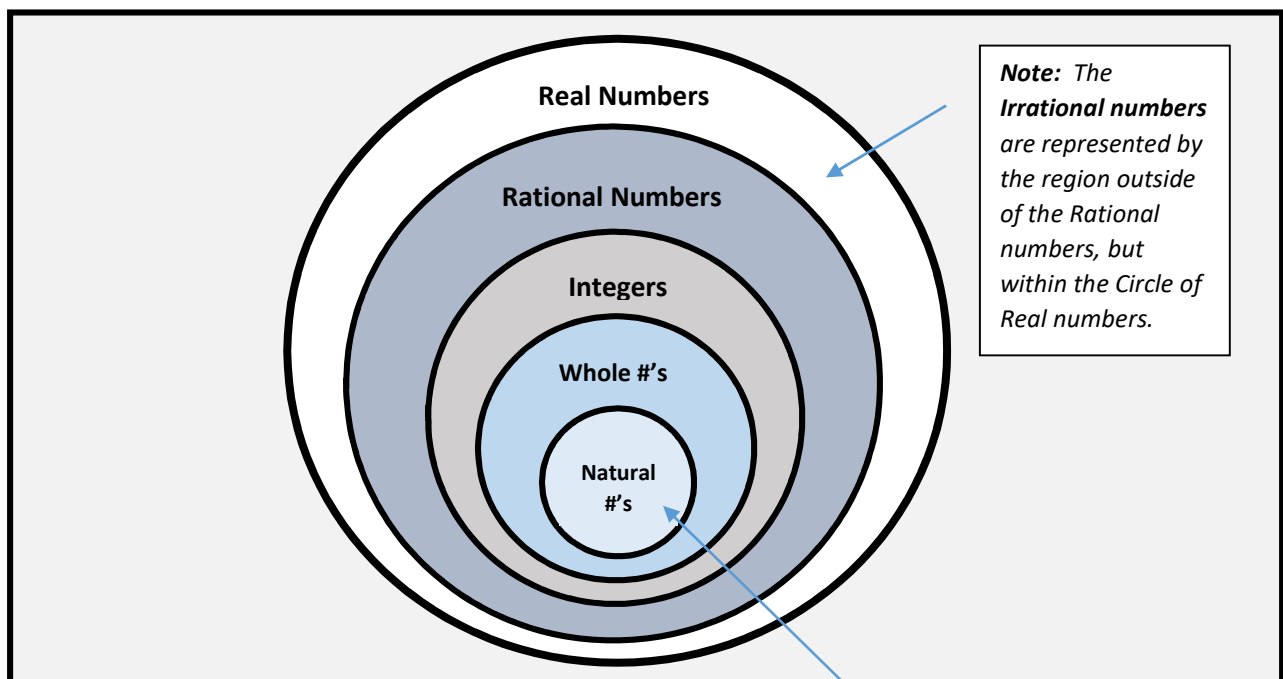 Real Numbers
Rational Numbers
Integers
Whole #’s
Natural
#’s
Note: The
Irrational numbers
are represented by
the region outside
of the Rational
numbers, but
within the Circle of
Real numbers.